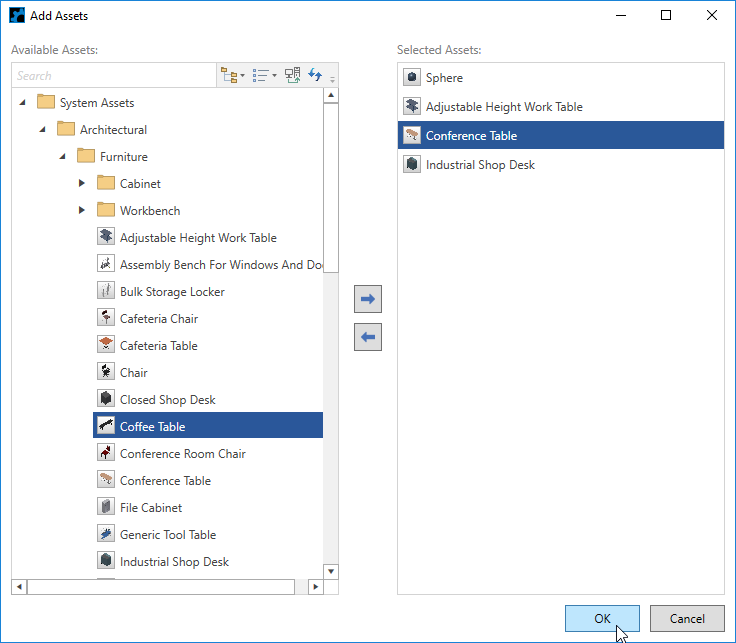 Add Assets
Available Assets:
Search
System Assets
Architectural
Furniture
Cabinet
Workbench
Adjustable Height Work Table
Assembly Bench For Windows And Do
Bulk Storage Locker
Cafeteria Chair
Cafeteria Table
Chair
Closed Shop Desk
Coffee Table
Conference Room Chair
Conference Table
File Cabinet
Generic Tool Table
Industrial Shop Desk
Selected Assets:
Sphere
Adjustable Height Work Table
Conference Table
Industrial Shop Desk
OK
Cancel